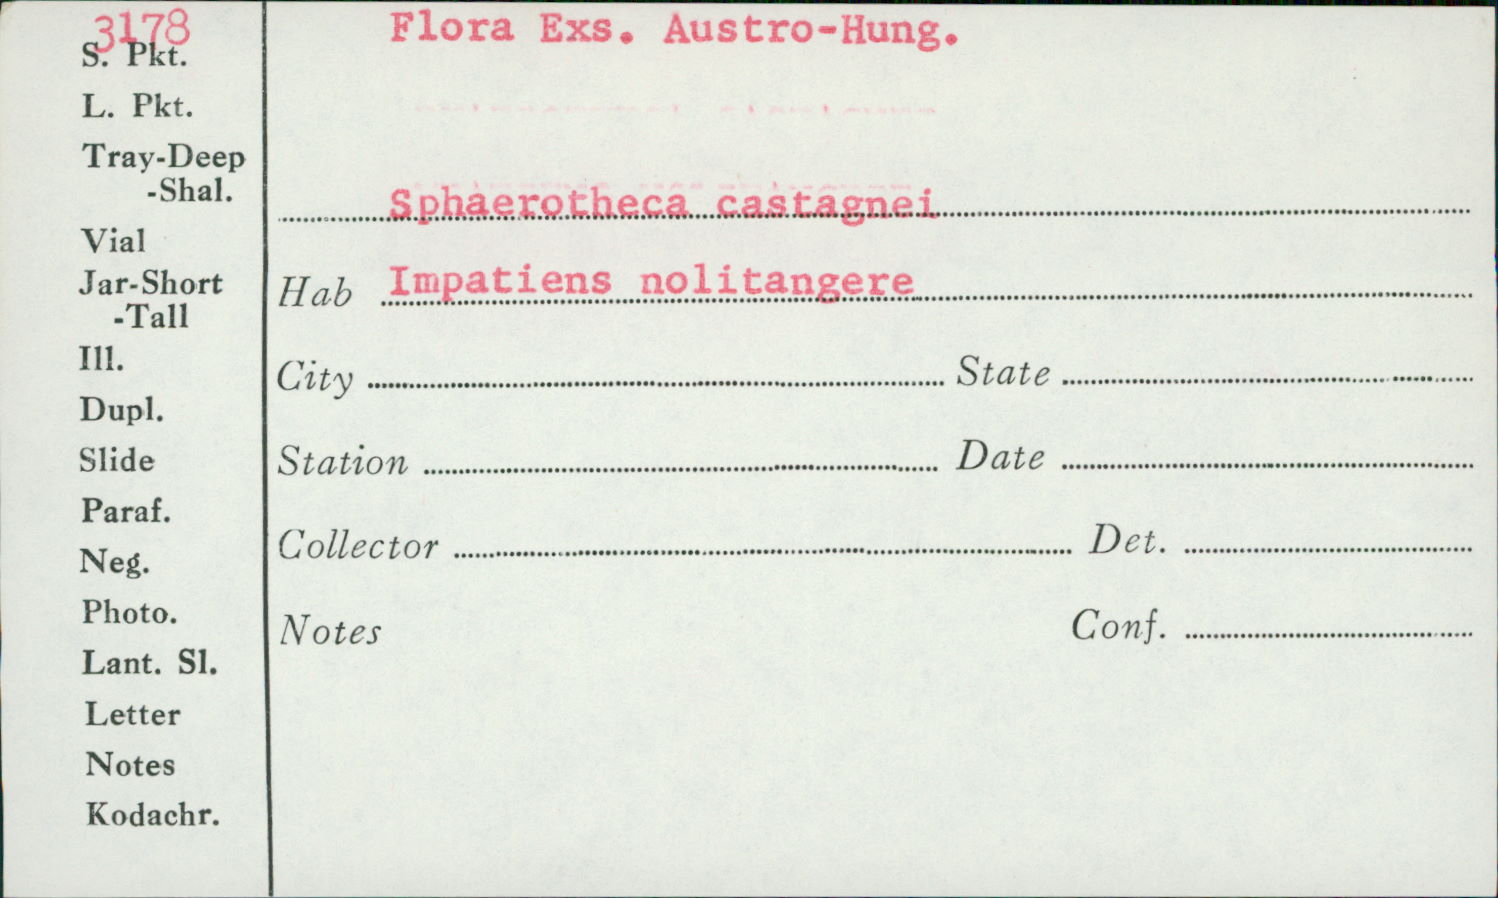 3178
S. Pkt.
L. Pkt.
Tray-Deep
-Shal.
Vial
Jar-Short
-Tall
Ill.
Dupl.
Slide
Paraf.
Neg.
Photo.
Lant. Sl.
Letter
Notes
Kodachr.
Flora Exs. Austro-Hung.
Sphaerotheca castagnei
Hab Impatiens nolitangere
City State
Station Date
Collector Det.
Notes Conf.